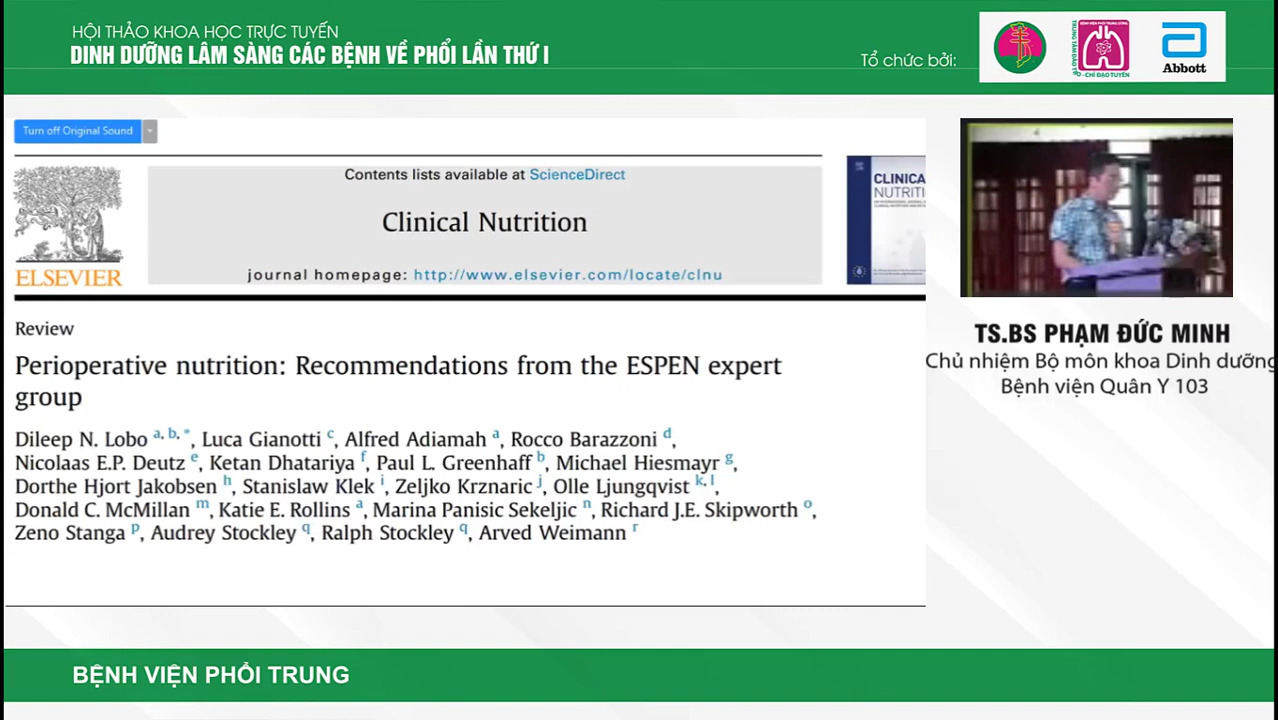 HỘI THẢO KHOA HỌC TRỰC TUYẾN
DINH DƯỠNG LÂM SÀNG CÁC BỆNH VỀ PHỔI LẦN THỨ I
Tổ chức bởi:
Abbott
Turn off Original Sound
Contents lists available at ScienceDirect
Clinical Nutrition
journal homepage: http://www.elsevier.com/locate/clnu
ELSEVIER
CLINICAL
Review
Perioperative nutrition: Recommendations from the ESPEN expert
group
Dileep N. Lobo a, b, *, Luca Gianotti c, Alfred Adiamah a, Rocco Barazzoni d,
Nicolaas E.P. Deutz e, Ketan Dhatariya f, Paul L. Greenhaff b, Michael Hiesmayr g,
Dorthe Hjort Jakobsen h, Stanislaw Klek i, Zeljko Krznaric j, Olle Ljungqvist k, l,
Donald C. McMillan m, Katie E. Rollins a, Marina Panisic Sekeljic n, Richard J.E. Skipworth o,
Zeno Stanga p, Audrey Stockley q, Ralph Stockley q, Arved Weimann r
TS.BS PHẠM ĐỨC MINH
Chủ nhiệm Bộ môn khoa Dinh dưỡng
Bệnh viện Quân Y 103
BỆNH VIỆN PHỔI TRUNG